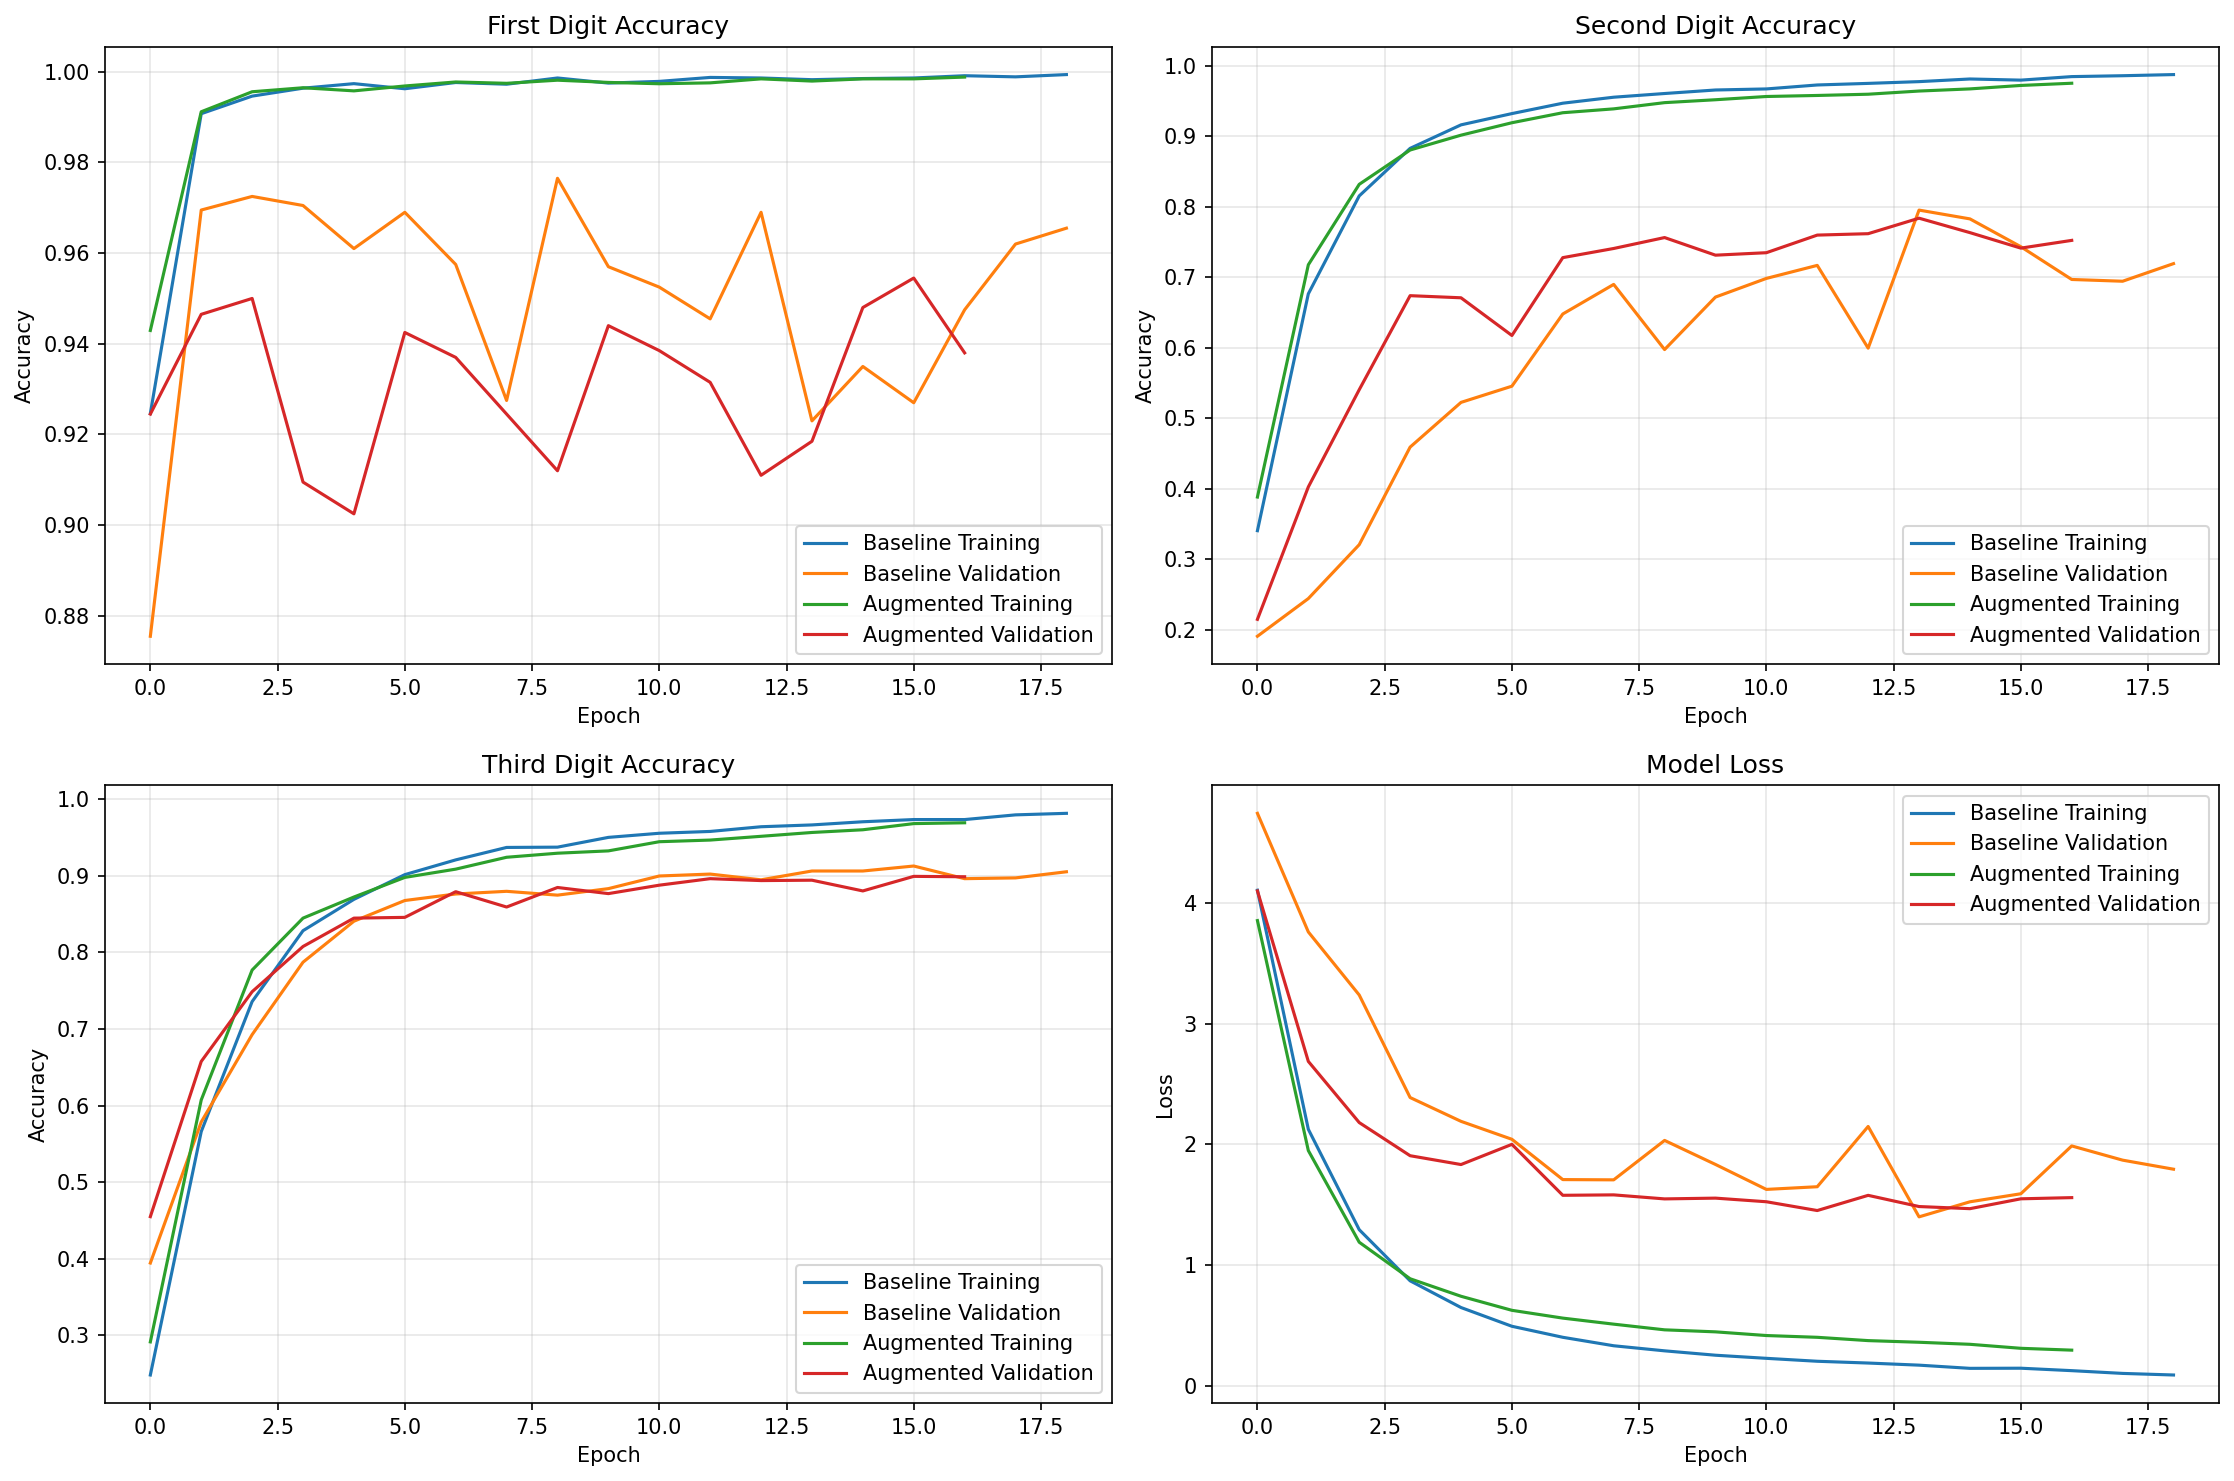 First Digit Accuracy
Accuracy
1.00
0.98
0.96
0.94
0.92
0.90
0.88
0.0 2.5 5.0 7.5 10.0 12.5 15.0 17.5
Epoch
Baseline Training
Baseline Validation
Augmented Training
Augmented Validation
Second Digit Accuracy
Accuracy
1.0
0.9
0.8
0.7
0.6
0.5
0.4
0.3
0.2
0.0 2.5 5.0 7.5 10.0 12.5 15.0 17.5
Epoch
Baseline Training
Baseline Validation
Augmented Training
Augmented Validation
Third Digit Accuracy
Accuracy
1.0
0.9
0.8
0.7
0.6
0.5
0.4
0.3
0.0 2.5 5.0 7.5 10.0 12.5 15.0 17.5
Epoch
Baseline Training
Baseline Validation
Augmented Training
Augmented Validation
Model Loss
Loss
4
3
2
1
0
0.0 2.5 5.0 7.5 10.0 12.5 15.0 17.5
Epoch
Baseline Training
Baseline Validation
Augmented Training
Augmented Validation